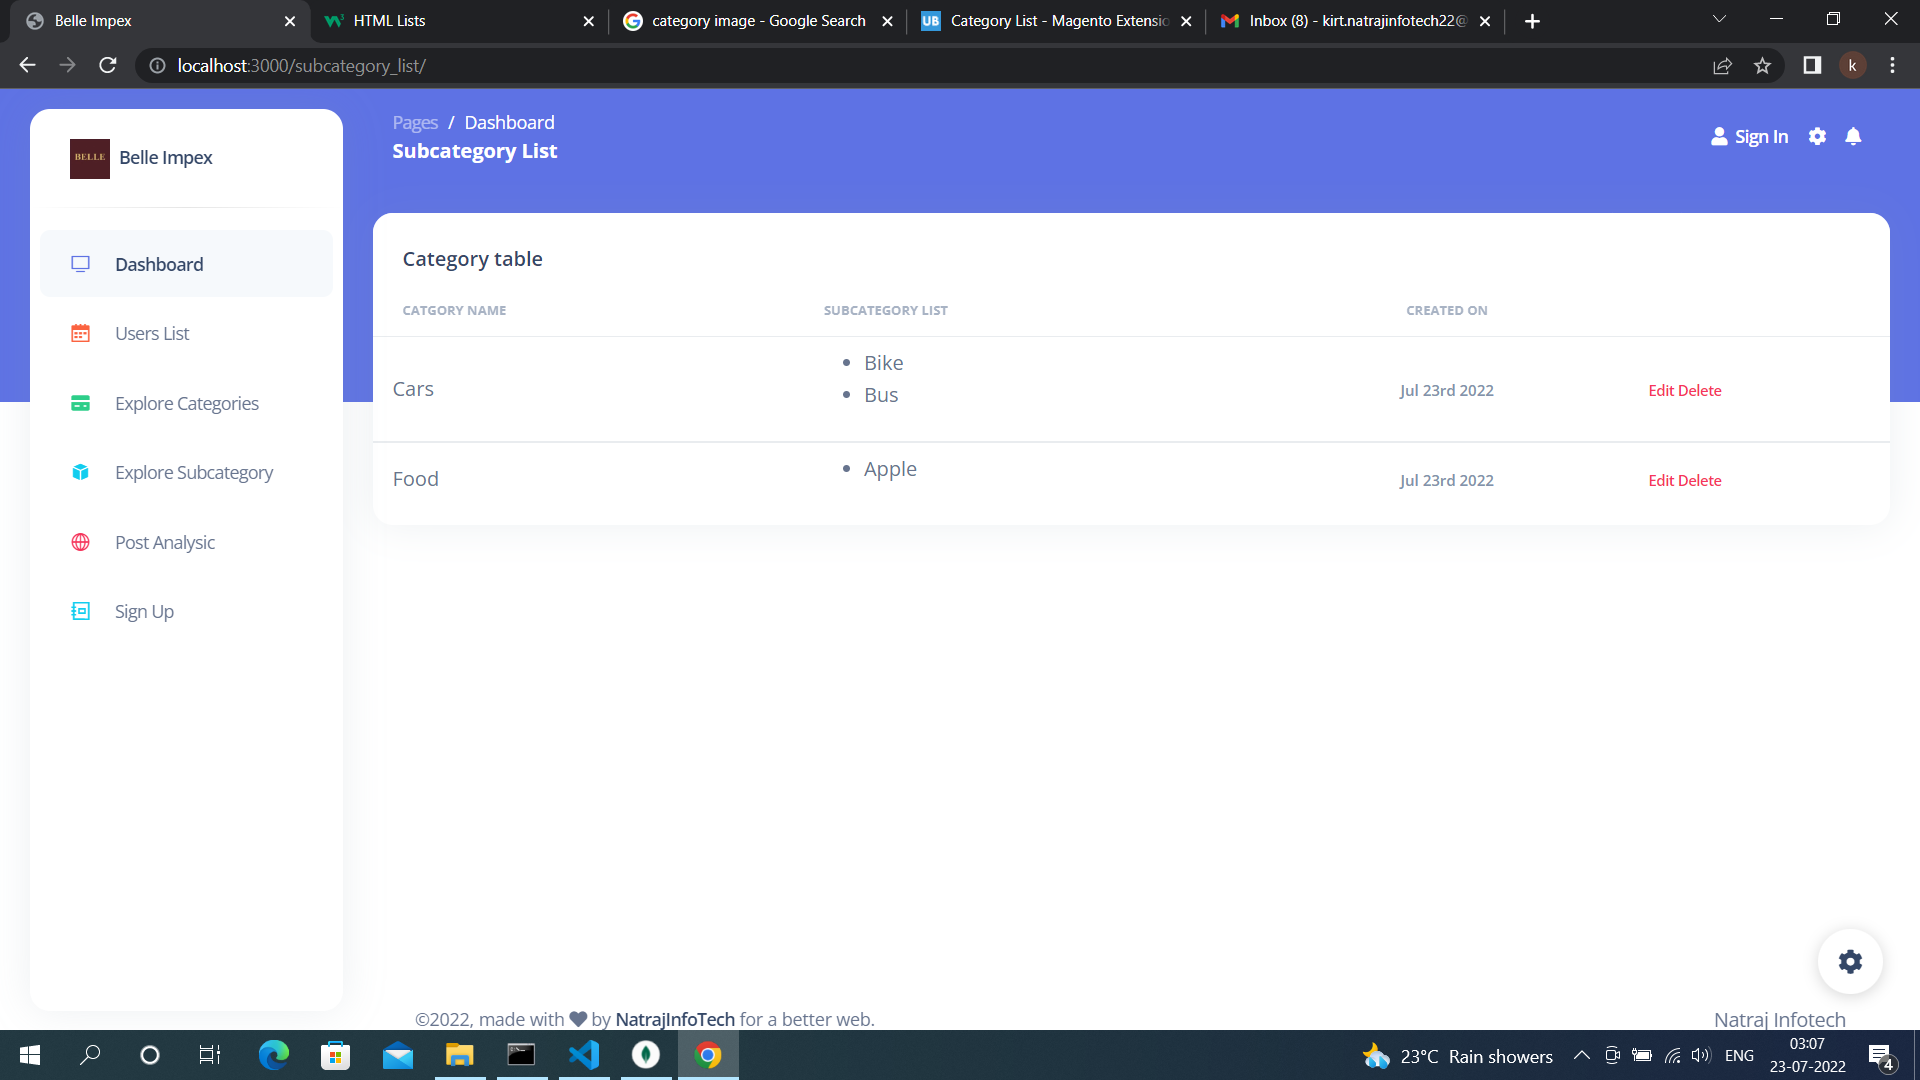 Belle Impex
HTML Lists
category image - Google Search
UB
Category List - Magento Extensio
Inbox (8) - kirt.natrajinfotech22@
localhost:3000/subcategory_list/
k
BELLE
Belle Impex
Pages / Dashboard
Subcategory List
Sign In
Dashboard
Users List
Explore Categories
Explore Subcategory
Post Analysic
Sign Up
Category table
CATGORY NAME
SUBCATEGORY LIST
CREATED ON
Cars
• Bike
• Bus
Jul 23rd 2022
Edit Delete
Food
• Apple
Jul 23rd 2022
Edit Delete
©2022, made with ♥ by NatrajInfoTech for a better web.
Natraj Infotech
23°C Rain showers
ENG
03:07
23-07-2022
4